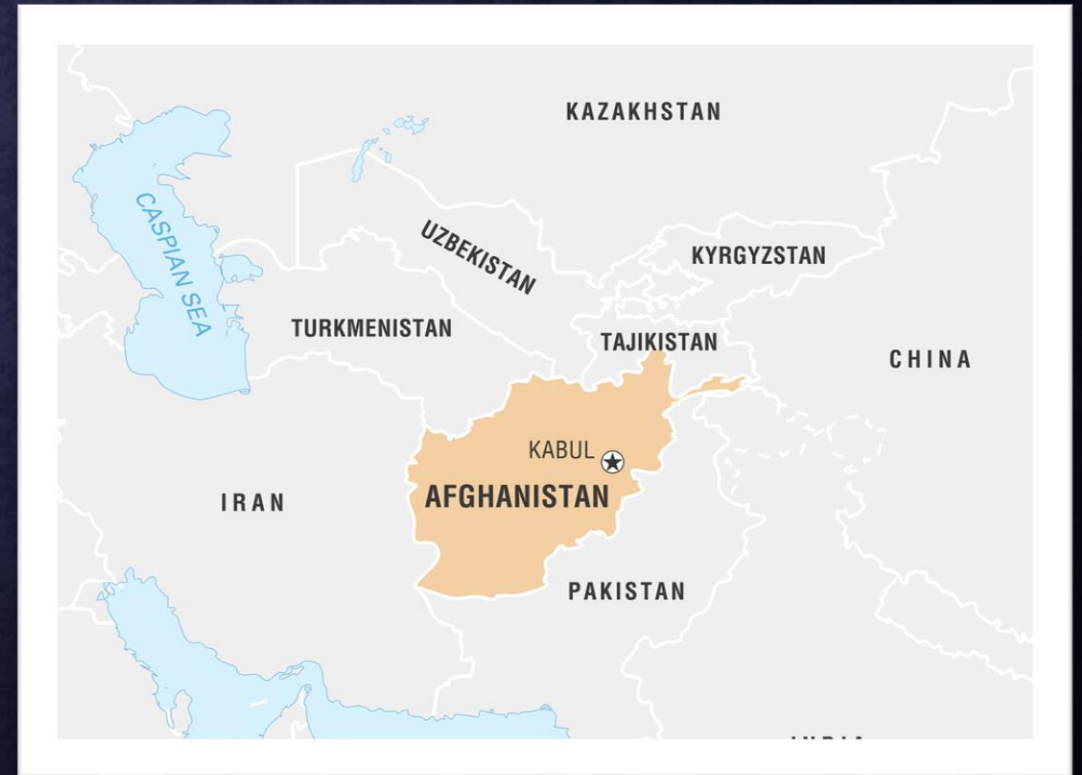 KAZAKHSTAN
CASPIAN SEA
UZBEKISTAN
KYRGYZSTAN
TURKMENISTAN
TAJIKISTAN
CHINA
KABUL
AFGHANISTAN
IRAN
PAKISTAN